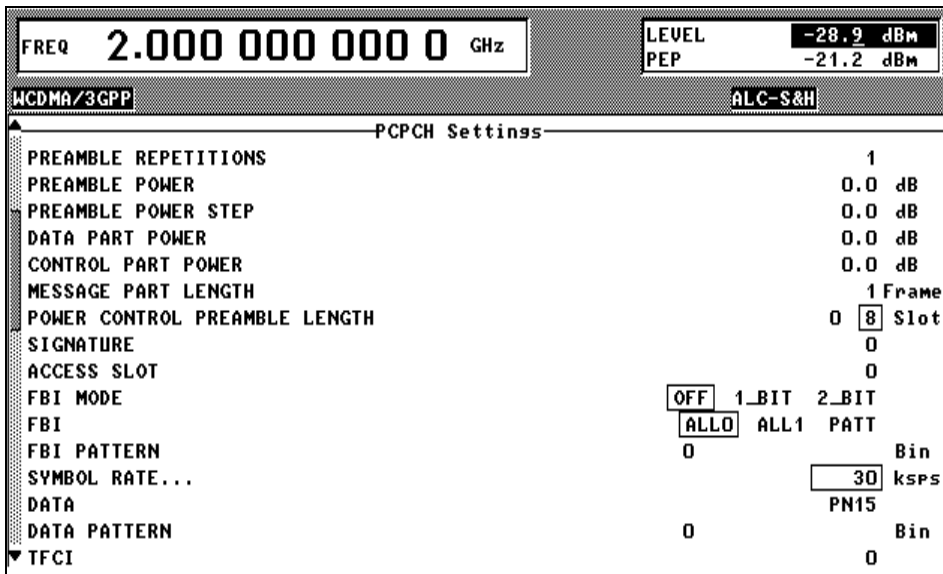 FREQ 2.000 000 000 0 GHz
LEVEL -28.9 dBm
PEP -21.2 dBm
WCDMA/3GPP ALC-S&H
PCPCH Settings
PREAMBLE REPETITIONS 1
PREAMBLE POWER 0.0 dB
PREAMBLE POWER STEP 0.0 dB
DATA PART POWER 0.0 dB
CONTROL PART POWER 0.0 dB
MESSAGE PART LENGTH 1 Frame
POWER CONTROL PREAMBLE LENGTH 0 8 Slot
SIGNATURE 0
ACCESS SLOT 0
FBI MODE OFF 1_BIT 2_BIT
FBI ALL0 ALL1 PATT
FBI PATTERN 0 Bin
SYMBOL RATE... 30 ksps
DATA PN15
DATA PATTERN 0 Bin
TFCI 0